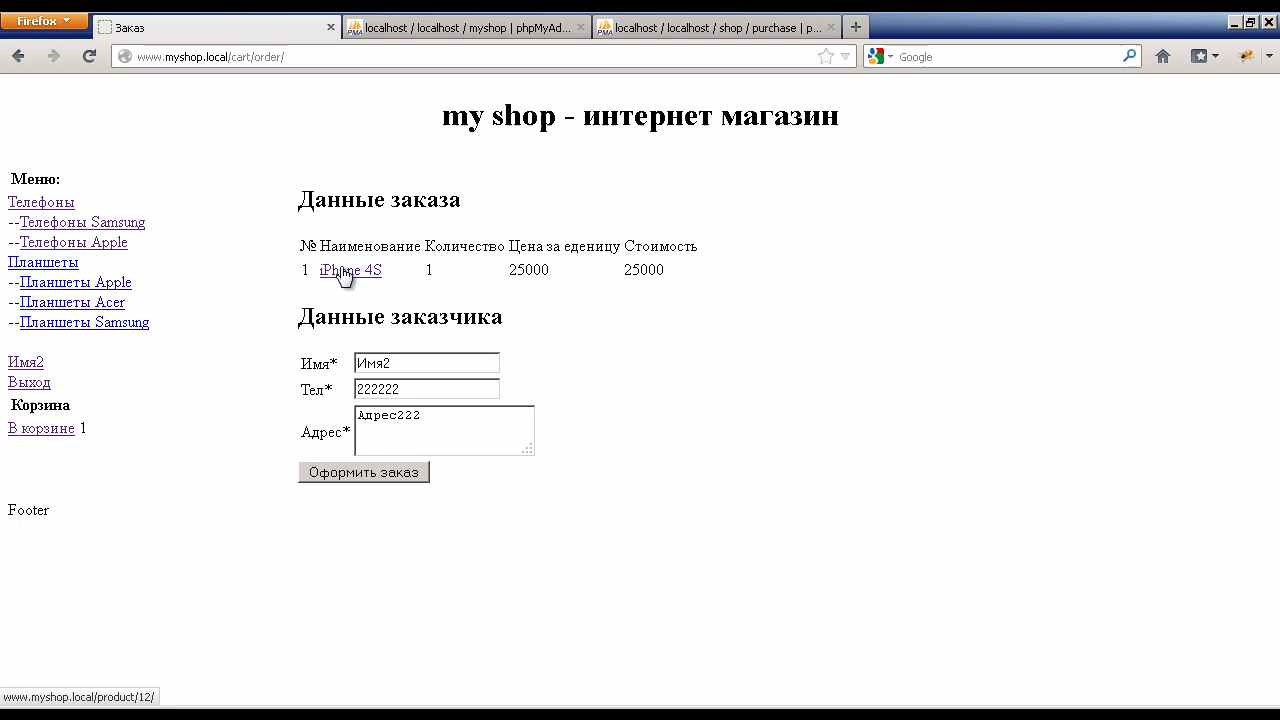 Firefox
Заказ
localhost / localhost / myshop | phpMyAd...
localhost / localhost / shop / purchase | p...
www.myshop.local/cart/order/
Google
my shop - интернет магазин
Меню:
Телефоны
--Телефоны Samsung
--Телефоны Apple
Планшеты
--Планшеты Apple
--Планшеты Acer
--Планшеты Samsung
Имя2
Выход
Корзина
В корзине 1
Данные заказа
№ Наименование Количество Цена за еденицу Стоимость
1 iPhone 4S 1 25000 25000
Данные заказчика
Имя* Имя2
Тел* 222222
Адрес* Адрес222
Оформить заказ
Footer
www.myshop.local/product/12/